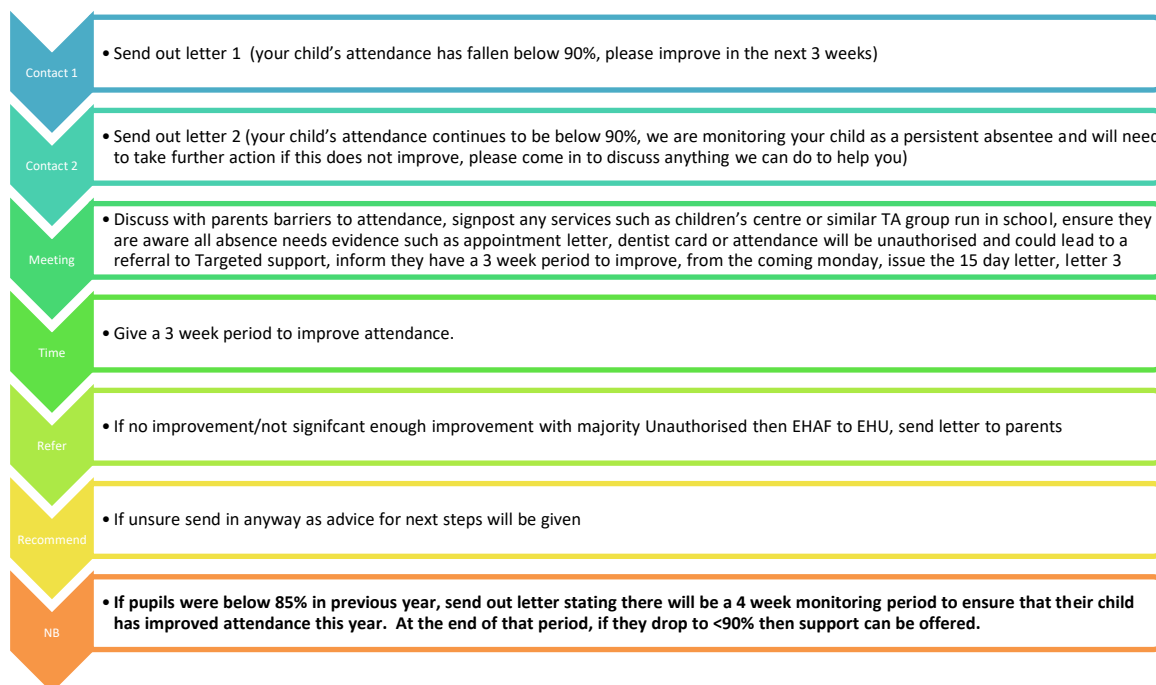 Contact 1
• Send out letter 1  (your child’s attendance has fallen below 90%, please improve in the next 3 weeks)
Contact 2
• Send out letter 2 (your child’s attendance continues to be below 90%, we are monitoring your child as a persistent absentee and will need
to take further action if this does not improve, please come in to discuss anything we can do to help you)
Meeting
• Discuss with parents barriers to attendance, signpost any services such as children’s centre or similar TA group run in school, ensure they
are aware all absence needs evidence such as appointment letter, dentist card or attendance will be unauthorised and could lead to a
referral to Targeted support, inform they have a 3 week period to improve, from the coming monday, issue the 15 day letter, letter 3
Time
• Give a 3 week period to improve attendance.
Refer
• If no improvement/not signifcant enough improvement with majority Unauthorised then EHAF to EHU, send letter to parents
Recommend
• If unsure send in anyway as advice for next steps will be given
NB
• If pupils were below 85% in previous year, send out letter stating there will be a 4 week monitoring period to ensure that their child
has improved attendance this year.  At the end of that period, if they drop to <90% then support can be offered.